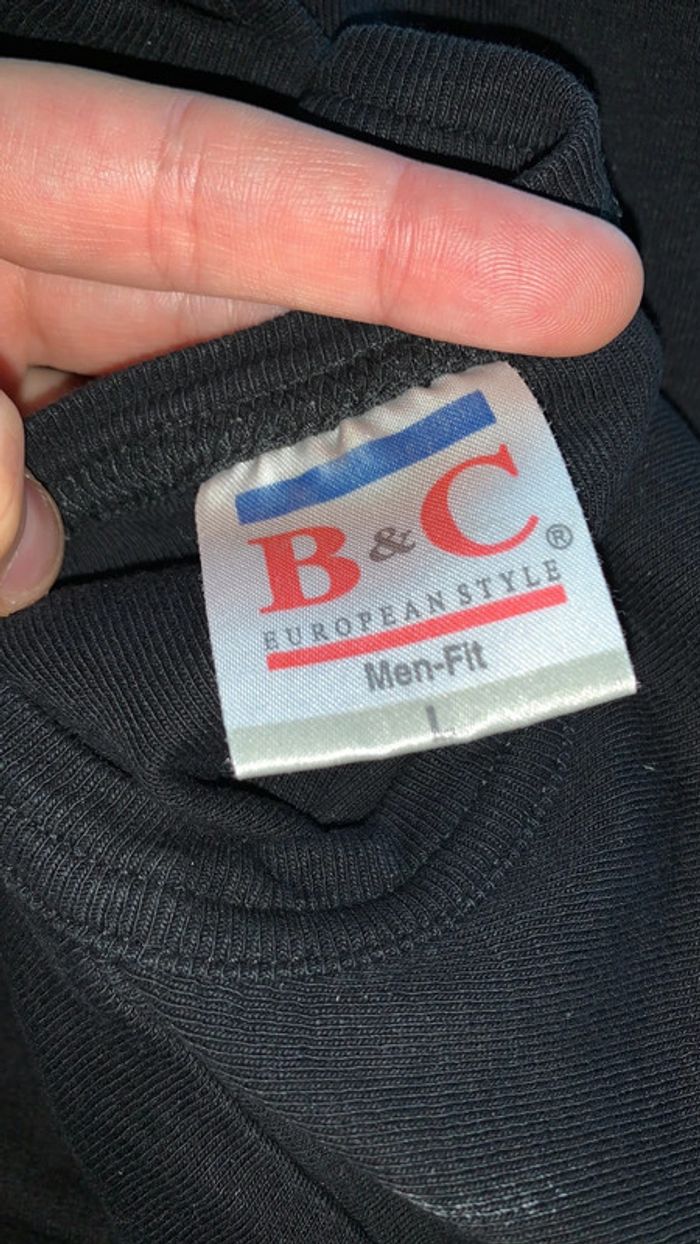 B&C®
EUROPEAN STYLE
Men-Fit
L